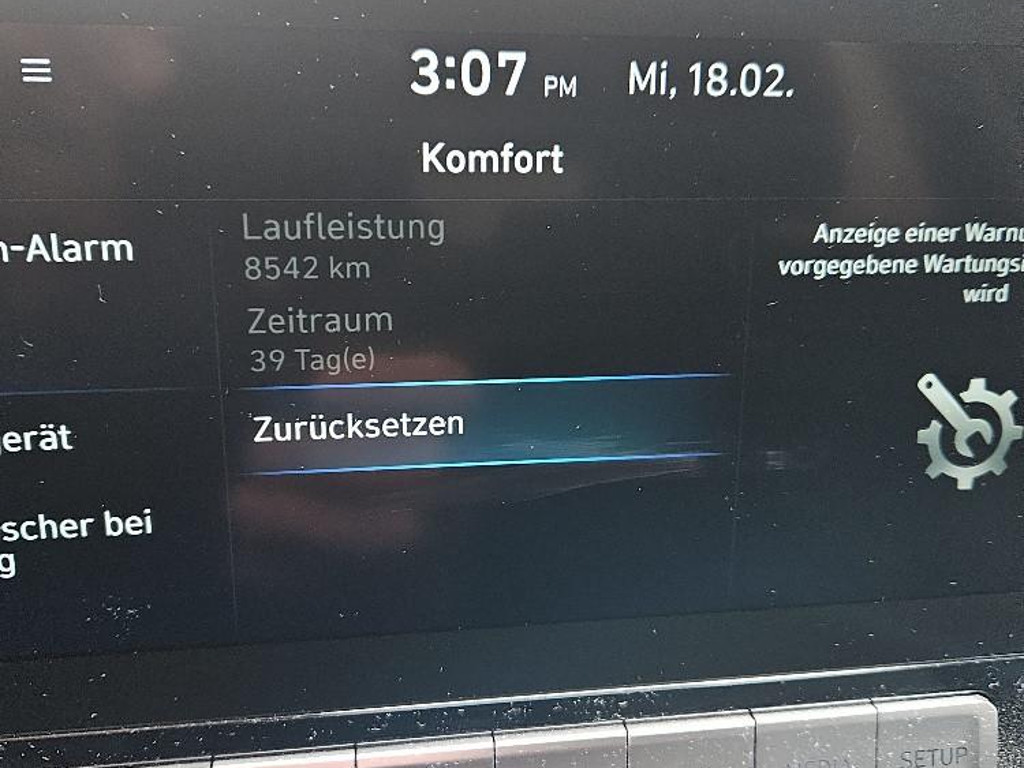 3:07 PM Mi, 18.02.
Komfort
n-Alarm
Laufleistung
8542 km
Zeitraum
39 Tag(e)
Zurücksetzen
erät
scher bei
g
Anzeige einer Warnu
vorgegebene Wartungsi
wird
SETUP